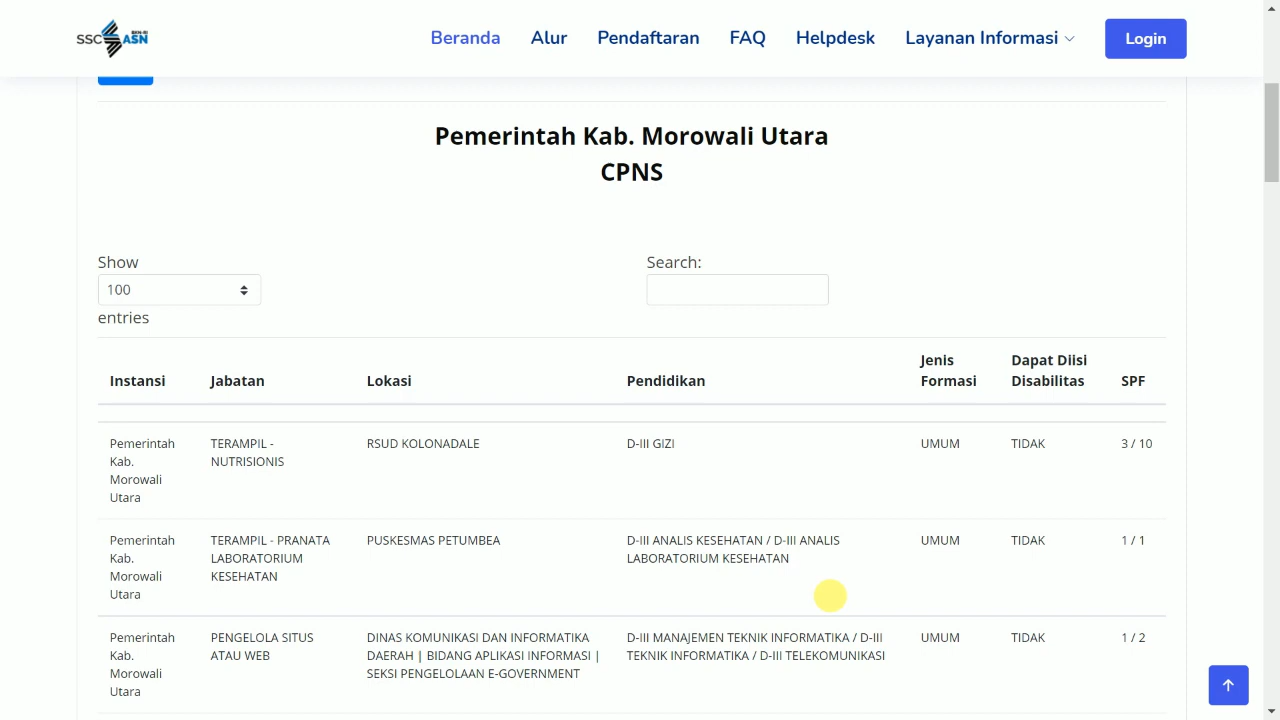 SSC BKN-RI
ASN
Beranda
Alur
Pendaftaran
FAQ
Helpdesk
Layanan Informasi
Login
Pemerintah Kab. Morowali Utara
CPNS
Show
100
entries
Search:
Instansi
Jabatan
Lokasi
Pendidikan
Jenis
Formasi
Dapat Diisi
Disabilitas
SPF
Pemerintah
Kab.
Morowali
Utara
TERAMPIL -
NUTRISIONIS
RSUD KOLONADALE
D-III GIZI
UMUM
TIDAK
3 / 10
Pemerintah
Kab.
Morowali
Utara
TERAMPIL - PRANATA
LABORATORIUM
KESEHATAN
PUSKESMAS PETUMBEA
D-III ANALIS KESEHATAN / D-III ANALIS
LABORATORIUM KESEHATAN
UMUM
TIDAK
1 / 1
Pemerintah
Kab.
Morowali
Utara
PENGELOLA SITUS
ATAU WEB
DINAS KOMUNIKASI DAN INFORMATIKA
DAERAH | BIDANG APLIKASI INFORMASI |
SEKSI PENGELOLAAN E-GOVERNMENT
D-III MANAJEMEN TEKNIK INFORMATIKA / D-III
TEKNIK INFORMATIKA / D-III TELEKOMUNIKASI
UMUM
TIDAK
1 / 2